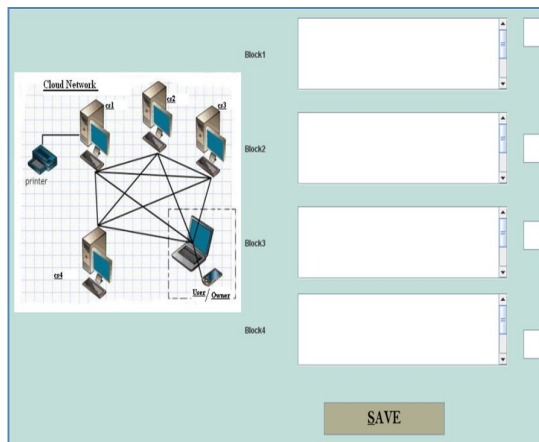 Block1
Cloud Network
cs1
cs2
cs3
printer
Block2
cs4
User/Owner
Block3
Block4
SAVE